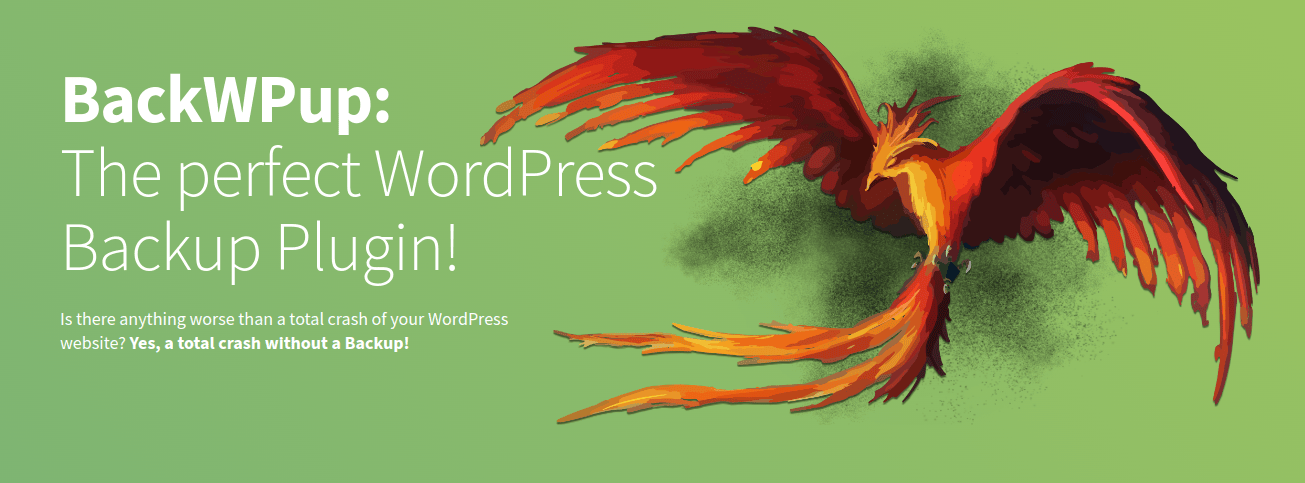 BackWPup:
The perfect WordPress
Backup Plugin!
Is there anything worse than a total crash of your WordPress
website? Yes, a total crash without a Backup!